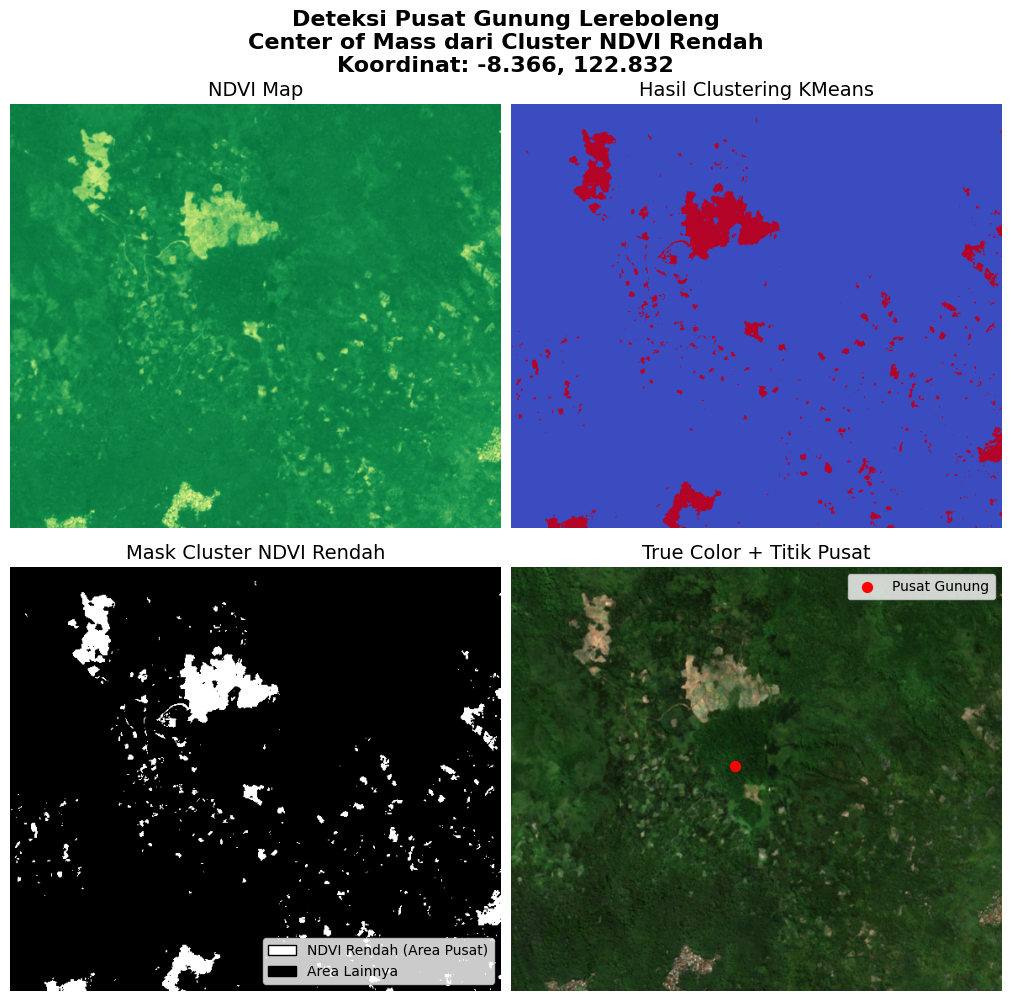 Deteksi Pusat Gunung Lereboleng
Center of Mass dari Cluster NDVI Rendah
Koordinat: -8.366, 122.832
NDVI Map
Hasil Clustering KMeans
Mask Cluster NDVI Rendah
NDVI Rendah (Area Pusat)
Area Lainnya
True Color + Titik Pusat
Pusat Gunung